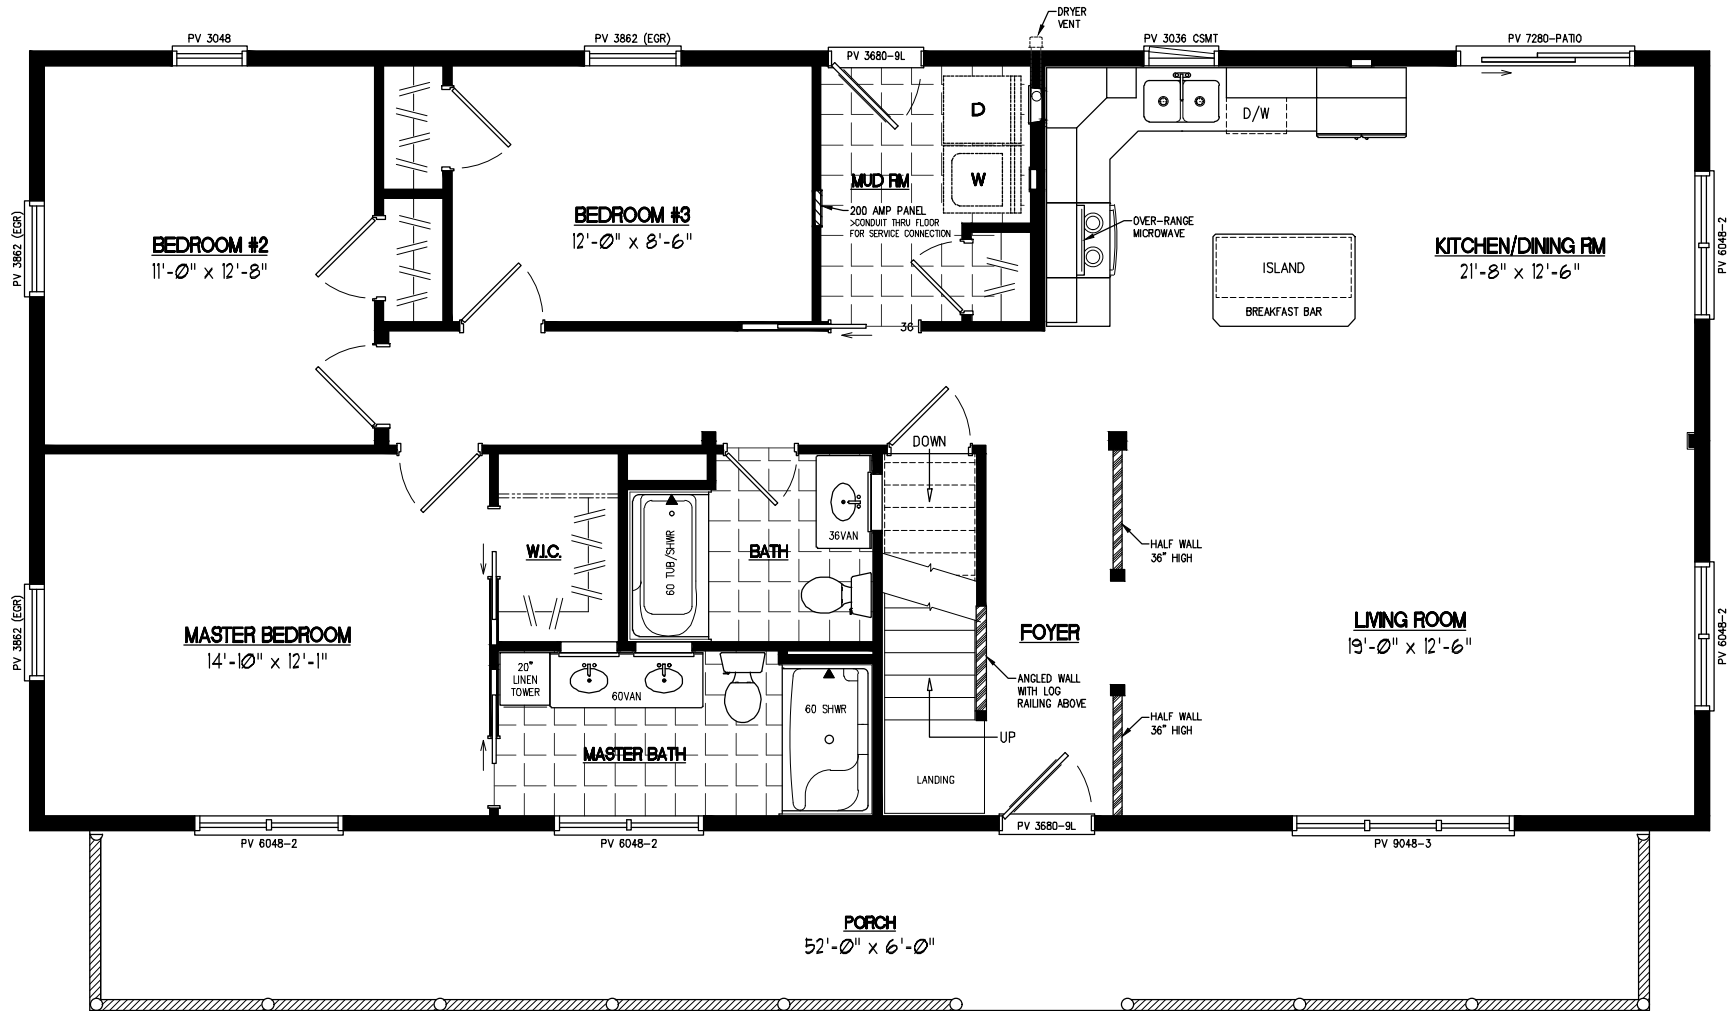 DRYER
VENT
PV 3048
PV 3862 (EGR)
PV 3680-9L
PV 3036 CSMT
PV 7280-PATIO
D
D/W
W
MUD RM
200 AMP PANEL
>CONDUIT THRU FLOOR
FOR SERVICE CONNECTION
OVER-RANGE
MICROWAVE
BEDROOM #3
12'-0" x 8'-6"
BEDROOM #2
11'-0" x 12'-8"
PV 3862 (EGR)
KITCHEN/DINING RM
21'-8" x 12'-6"
PV 6048-2
ISLAND
BREAKFAST BAR
36
DOWN
36VAN
W.I.C.
60 TUB/SHWR
BATH
HALF WALL
36" HIGH
PV 3862 (EGR)
MASTER BEDROOM
14'-10" x 12'-1"
FOYER
LIVING ROOM
19'-0" x 12'-6"
PV 6048-2
20"
LINEN
TOWER
60VAN
60 SHWR
ANGLED WALL
WITH LOG
RAILING ABOVE
HALF WALL
36" HIGH
UP
MASTER BATH
LANDING
PV 3680-9L
PV 6048-2
PV 6048-2
PV 9048-3
PORCH
52'-0" x 6'-0"